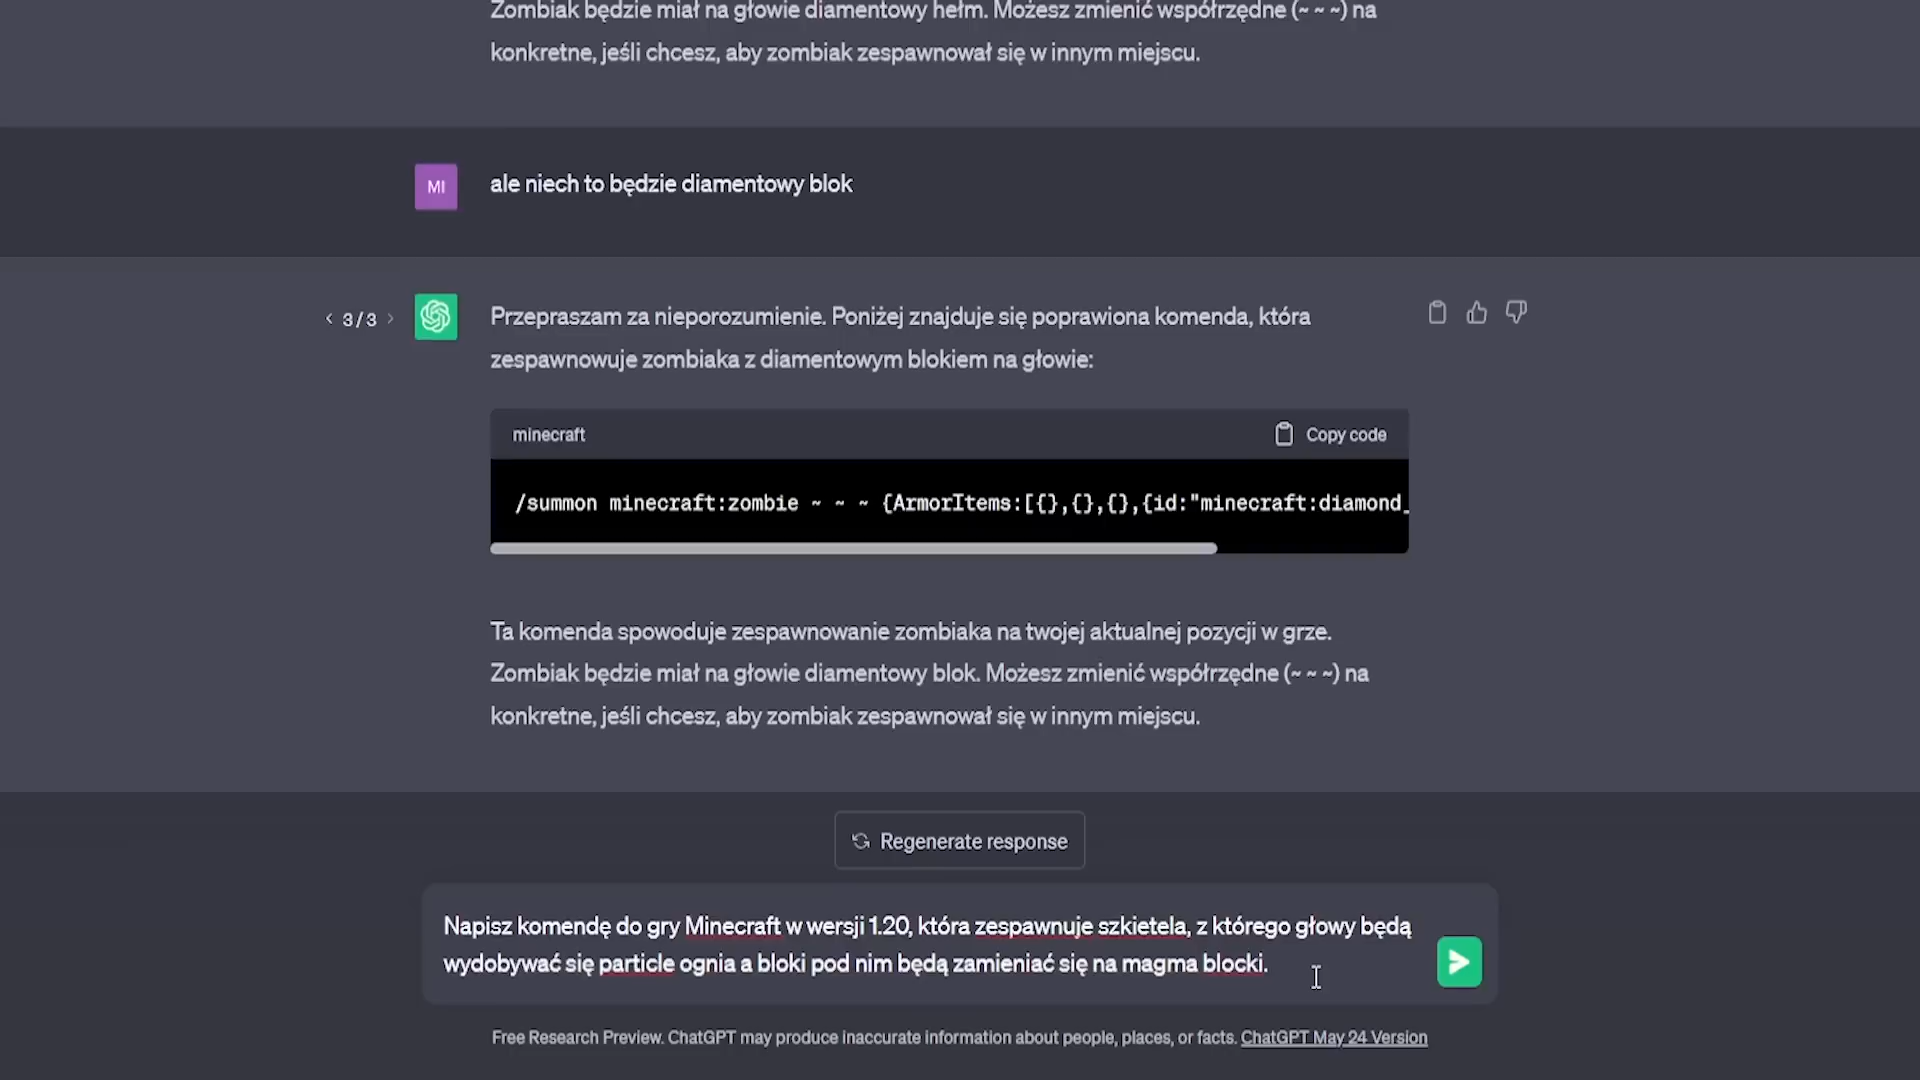 Zombiak będzie miał na głowie diamentowy hełm. Możesz zmienić współrzędne (~ ~ ~) na
konkretne, jeśli chcesz, aby zombiak zespawnował się w innym miejscu.
MI
ale niech to będzie diamentowy blok
< 3 / 3 >
Przepraszam za nieporozumienie. Poniżej znajduje się poprawiona komenda, która
zespawnowuje zombiaka z diamentowym blokiem na głowie:
minecraft
Copy code
/summon minecraft:zombie ~ ~ ~ {ArmorItems:[{},{},{},{id:"minecraft:diamond_
Ta komenda spowoduje zespawnowanie zombiaka na twojej aktualnej pozycji w grze.
Zombiak będzie miał na głowie diamentowy blok. Możesz zmienić współrzędne (~ ~ ~) na
konkretne, jeśli chcesz, aby zombiak zespawnował się w innym miejscu.
Regenerate response
Napisz komendę do gry Minecraft w wersji 1.20, która zespawnuje szkietela, z którego głowy będą
wydobywać się particle ognia a bloki pod nim będą zamieniać się na magma blocki.
Free Research Preview. ChatGPT may produce inaccurate information about people, places, or facts. ChatGPT May 24 Version